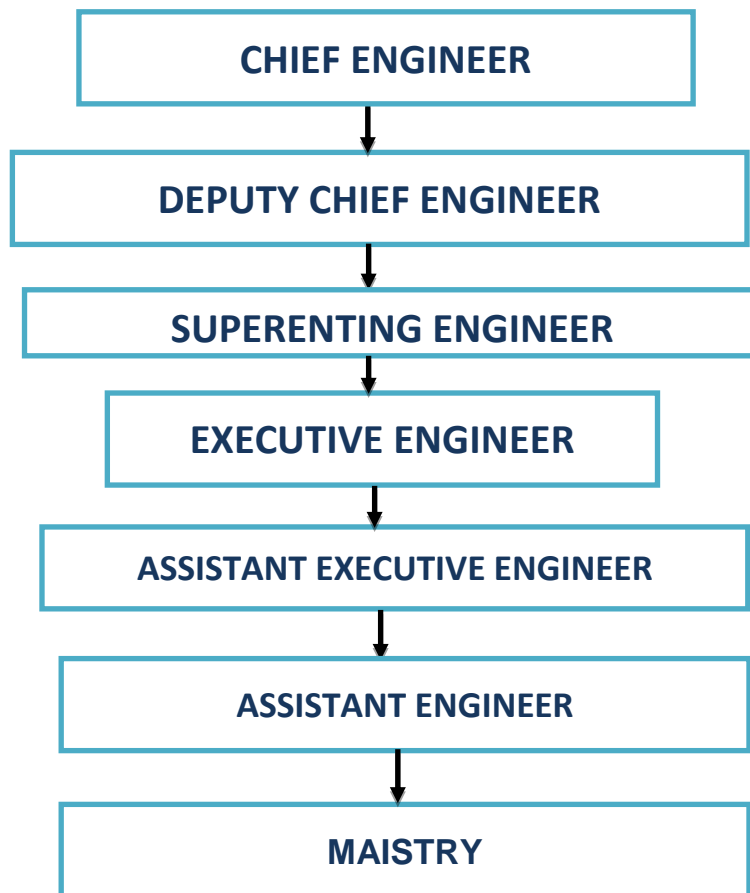 CHIEF ENGINEER
DEPUTY CHIEF ENGINEER
SUPERENTING ENGINEER
EXECUTIVE ENGINEER
ASSISTANT EXECUTIVE ENGINEER
ASSISTANT ENGINEER
MAISTRY